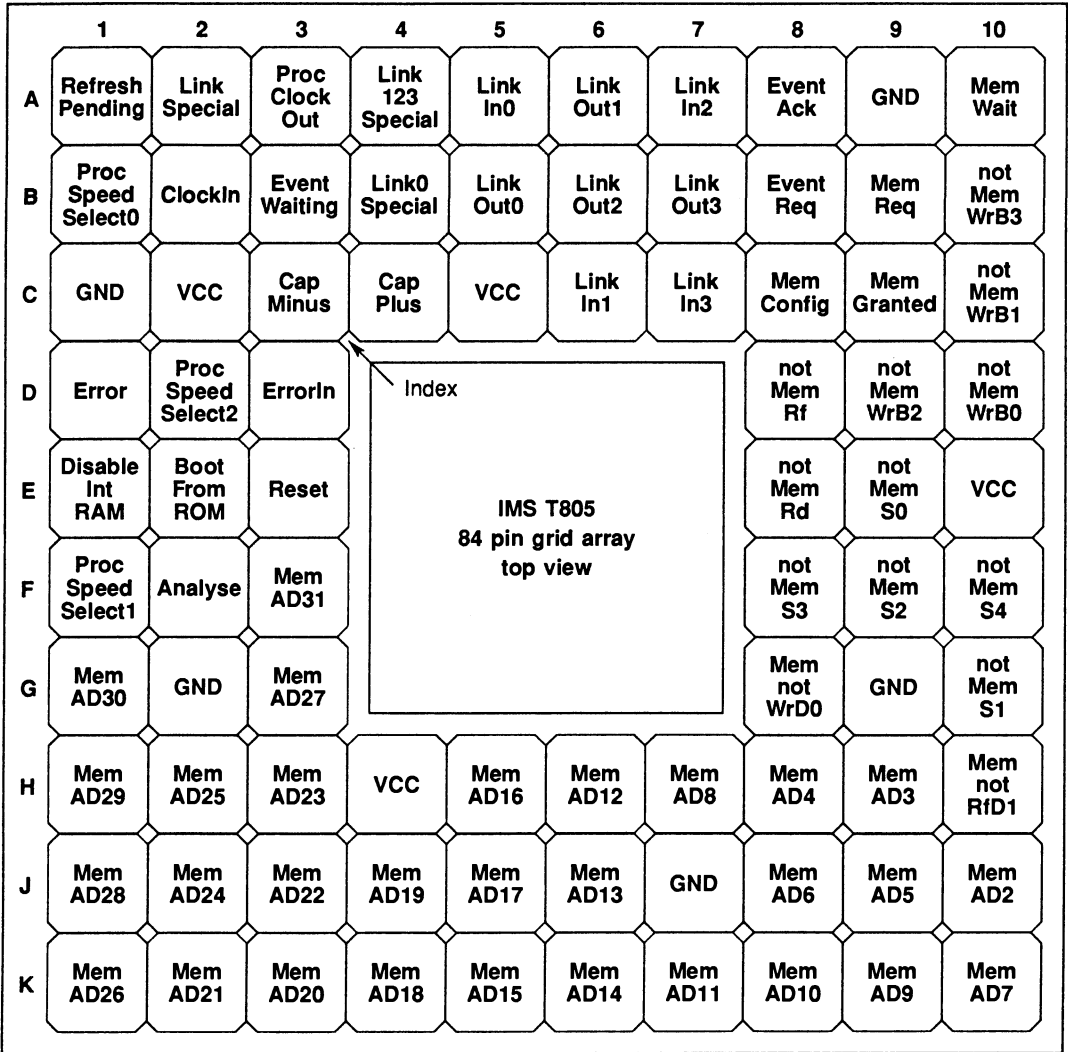 1 2 3 4 5 6 7 8 9 10
A
Refresh
Pending
Link
Special
Proc
Clock
Out
Link
123
Special
Link
In0
Link
Out1
Link
In2
Event
Ack
GND
Mem
Wait
B
Proc
Speed
Select0
ClockIn
Event
Waiting
Link0
Special
Link
Out0
Link
Out2
Link
Out3
Event
Req
Mem
Req
not
Mem
WrB3
C
GND
VCC
Cap
Minus
Cap
Plus
VCC
Link
In1
Link
In3
Mem
Config
Mem
Granted
not
Mem
WrB1
D
Error
Proc
Speed
Select2
ErrorIn
Index
not
Mem
Rf
not
Mem
WrB2
not
Mem
WrB0
E
Disable
Int
RAM
Boot
From
ROM
Reset
IMS T805
84 pin grid array
top view
not
Mem
Rd
not
Mem
S0
VCC
F
Proc
Speed
Select1
Analyse
Mem
AD31
not
Mem
S3
not
Mem
S2
not
Mem
S4
G
Mem
AD30
GND
Mem
AD27
Mem
not
WrD0
GND
not
Mem
S1
H
Mem
AD29
Mem
AD25
Mem
AD23
VCC
Mem
AD16
Mem
AD12
Mem
AD8
Mem
AD4
Mem
AD3
Mem
not
RfD1
J
Mem
AD28
Mem
AD24
Mem
AD22
Mem
AD19
Mem
AD17
Mem
AD13
GND
Mem
AD6
Mem
AD5
Mem
AD2
K
Mem
AD26
Mem
AD21
Mem
AD20
Mem
AD18
Mem
AD15
Mem
AD14
Mem
AD11
Mem
AD10
Mem
AD9
Mem
AD7